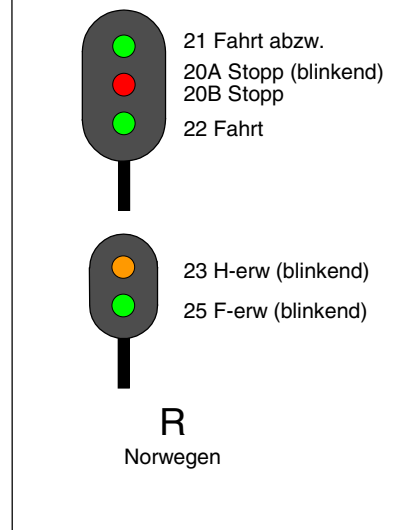 21 Fahrt abzw.
20A Stopp (blinkend)
20B Stopp
22 Fahrt
23 H-erw (blinkend)
25 F-erw (blinkend)
R
Norwegen